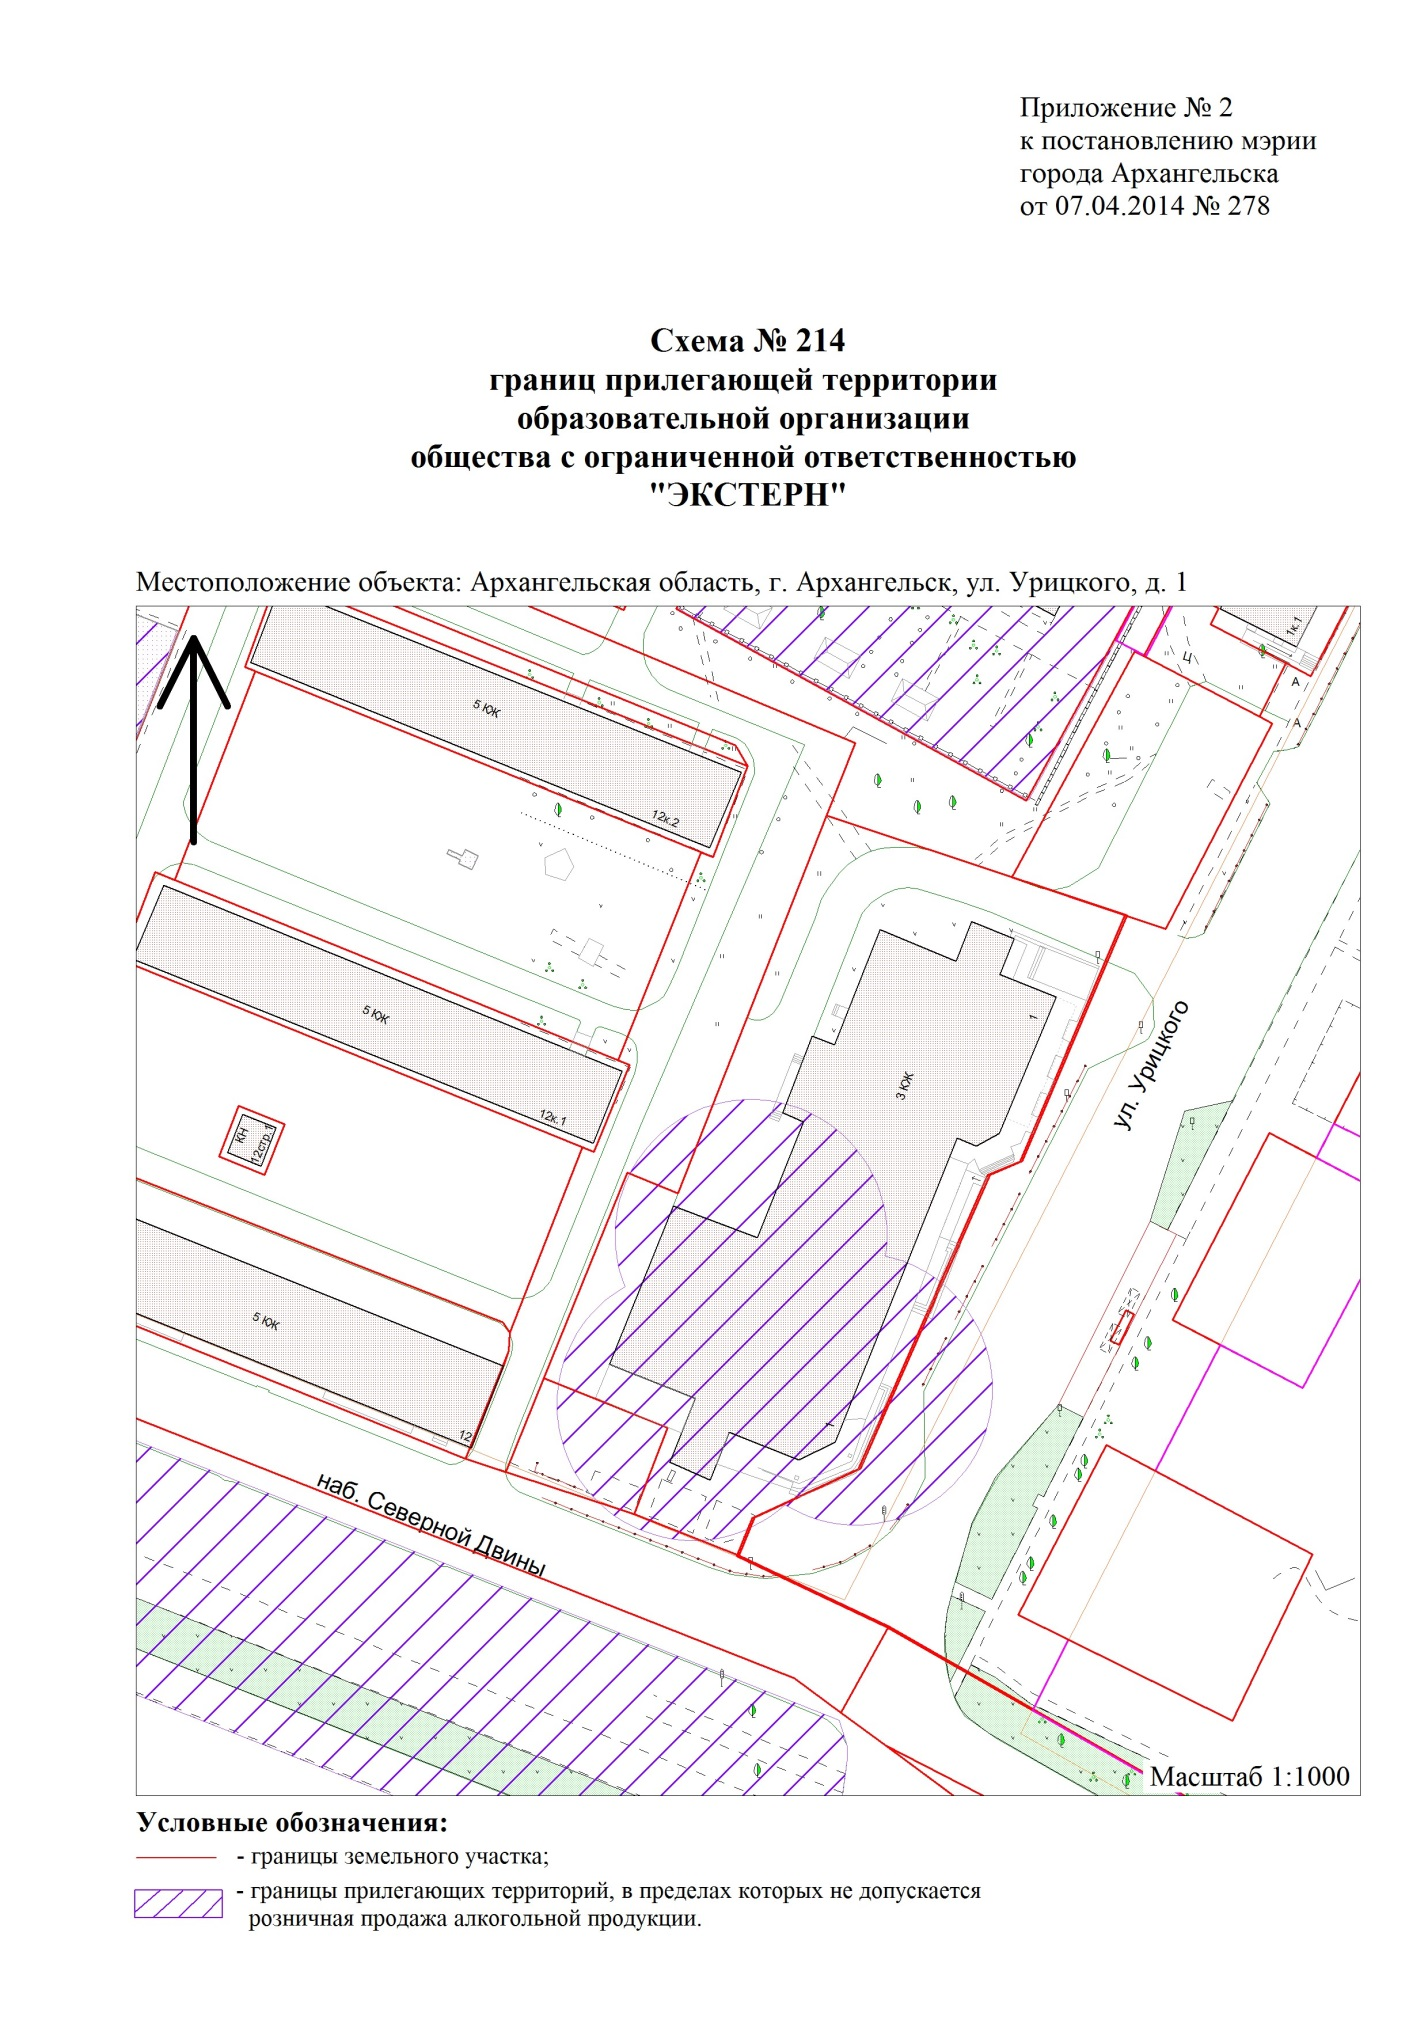 Приложение № 2
к постановлению мэрии
города Архангельска
от 07.04.2014 № 278
Схема № 214
границ прилегающей территории
образовательной организации
общества с ограниченной ответственностью
"ЭКСТЕРН"
Местоположение объекта: Архангельская область, г. Архангельск, ул. Урицкого, д. 1
1к.1
Ц
А
А
5 КЖ
12к.2
5 КЖ
12к.1
1
3 КЖ
ул. Урицкого
КН
12стр.1
5 КЖ
12
наб. Северной Двины
Масштаб 1:1000
Условные обозначения:
- границы земельного участка;
- границы прилегающих территорий, в пределах которых не допускается
розничная продажа алкогольной продукции.